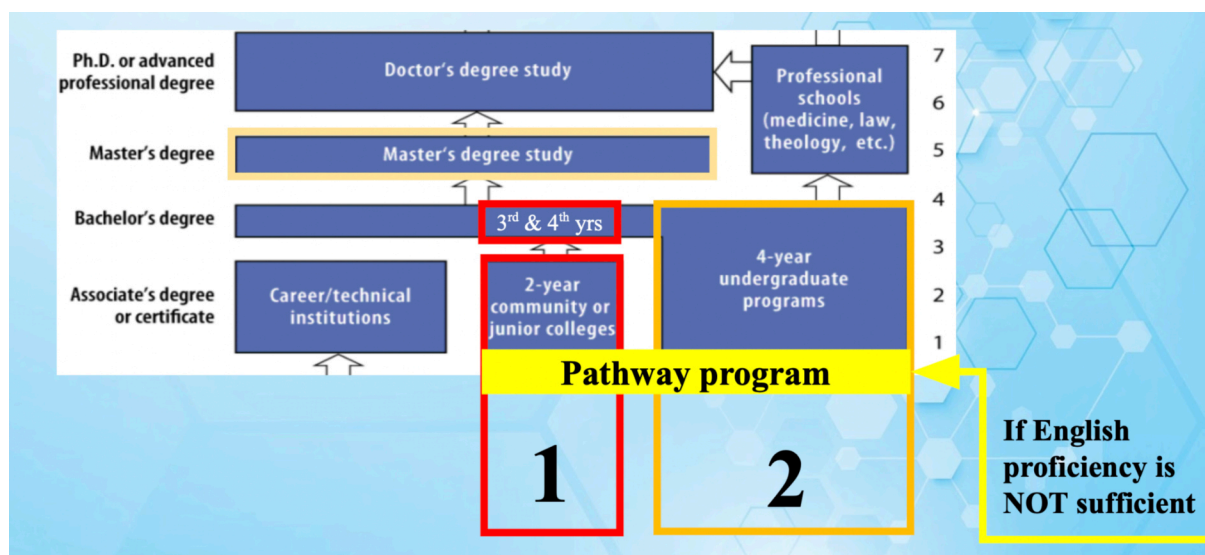 Ph.D. or advanced
professional degree
Doctor's degree study
Professional
schools
(medicine, law,
theology, etc.)
7
6
5
Master's degree
Master's degree study
Bachelor's degree
3rd & 4th yrs
4
3
Associate's degree
or certificate
Career/technical
institutions
2-year
community or
junior colleges
4-year
undergraduate
programs
2
1
Pathway program
1
2
If English
proficiency is
NOT sufficient